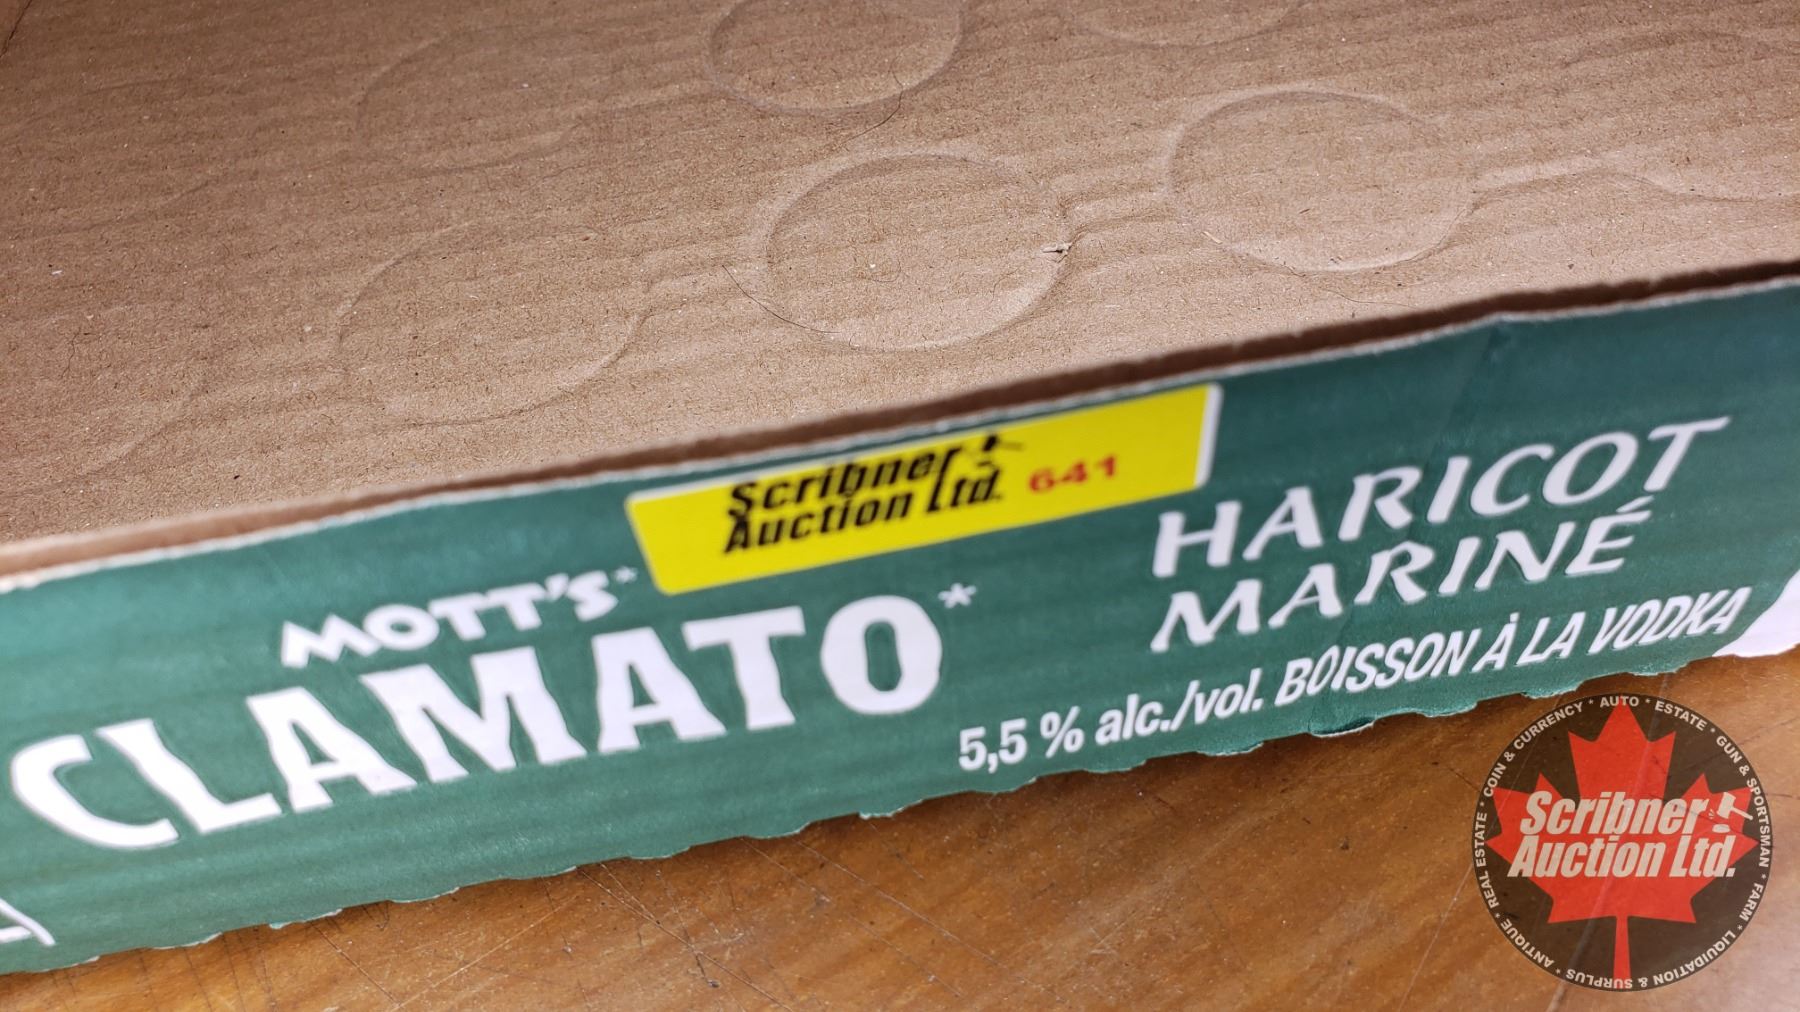 Scribner
Auction Ltd. 641
MOTT'S*
CLAMATO*
HARICOT
MARINÉ
5,5 % alc./vol. BOISSON À LA VODKA
Scribner
Auction Ltd.
ANTIQUE * REAL ESTATE * COIN & CURRENCY * AUTO * ESTATE * GUN & SPORTSMAN * FARM * LIQUIDATION & SURPLUS *